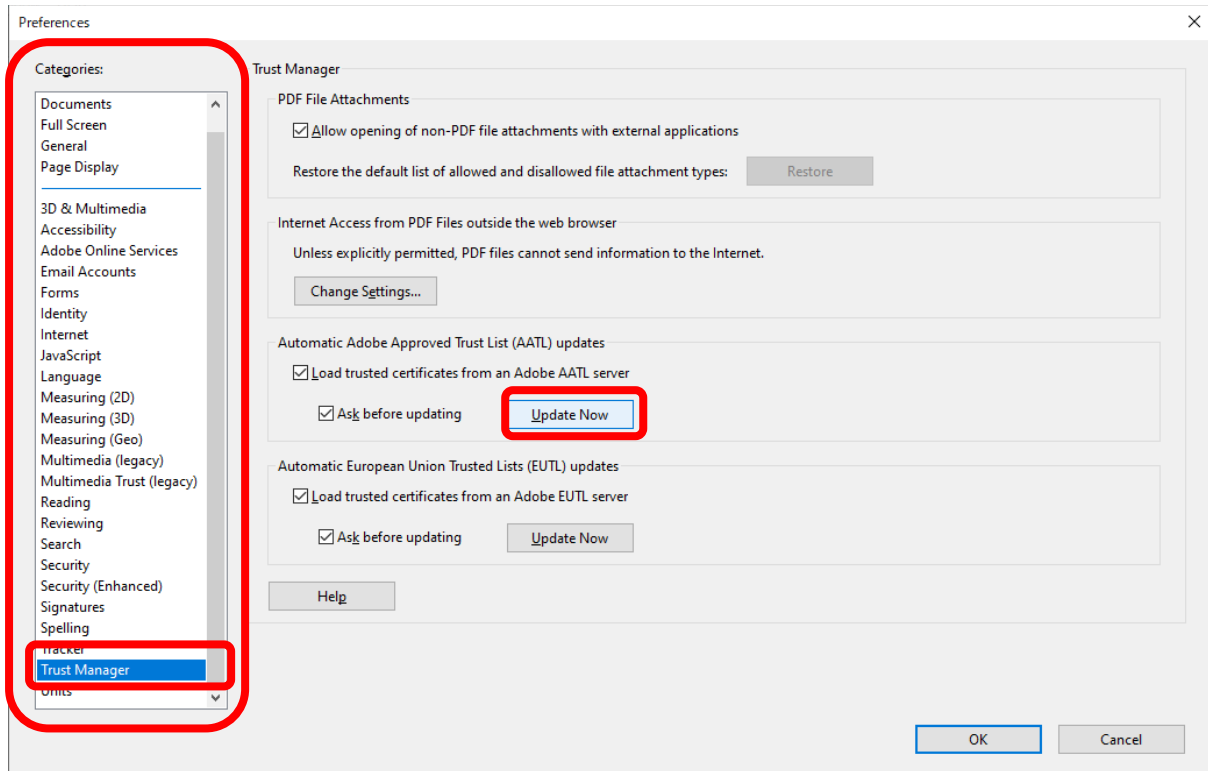 Preferences
Categories:
Documents
Full Screen
General
Page Display
3D & Multimedia
Accessibility
Adobe Online Services
Email Accounts
Forms
Identity
Internet
JavaScript
Language
Measuring (2D)
Measuring (3D)
Measuring (Geo)
Multimedia (legacy)
Multimedia Trust (legacy)
Reading
Reviewing
Search
Security
Security (Enhanced)
Signatures
Spelling
Tracker
Trust Manager
Units
Trust Manager
PDF File Attachments
Allow opening of non-PDF file attachments with external applications
Restore the default list of allowed and disallowed file attachment types: Restore
Internet Access from PDF Files outside the web browser
Unless explicitly permitted, PDF files cannot send information to the Internet.
Change Settings...
Automatic Adobe Approved Trust List (AATL) updates
Load trusted certificates from an Adobe AATL server
Ask before updating Update Now
Automatic European Union Trusted Lists (EUTL) updates
Load trusted certificates from an Adobe EUTL server
Ask before updating Update Now
Help
OK Cancel